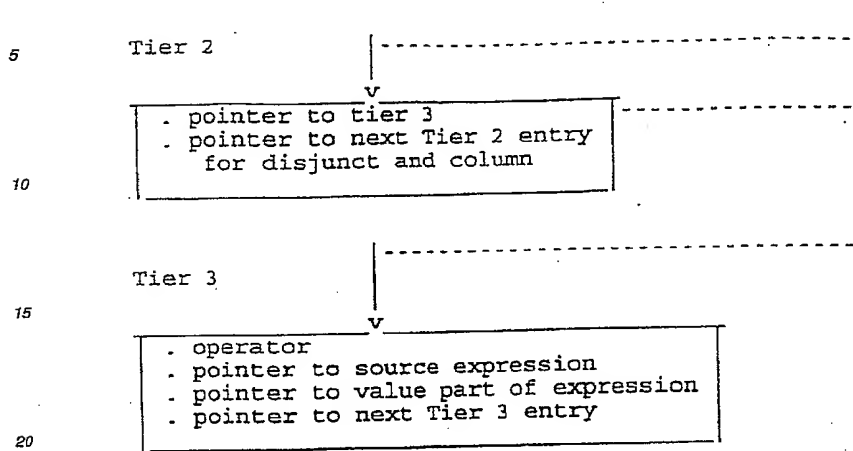 5 Tier 2
v
. pointer to tier 3
. pointer to next Tier 2 entry
for disjunct and column
10
Tier 3
15
v
. operator
. pointer to source expression
. pointer to value part of expression
. pointer to next Tier 3 entry
20